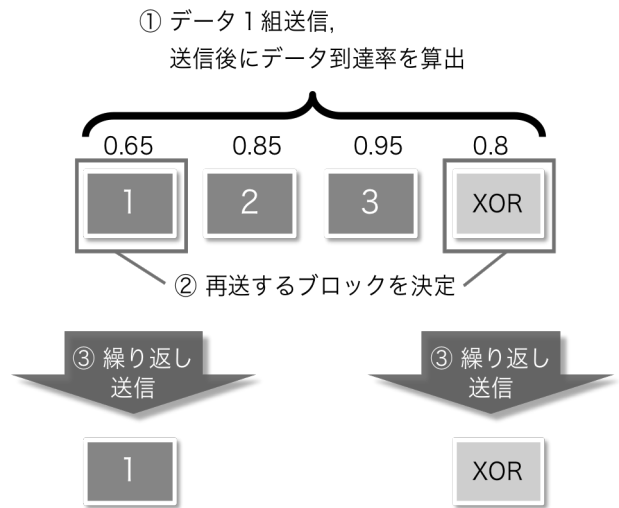 ① データ1組送信,
送信後にデータ到達率を算出
0.65 0.85 0.95 0.8
1 2 3 XOR
② 再送するブロックを決定
③ 繰り返し
送信
③ 繰り返し
送信
1 XOR